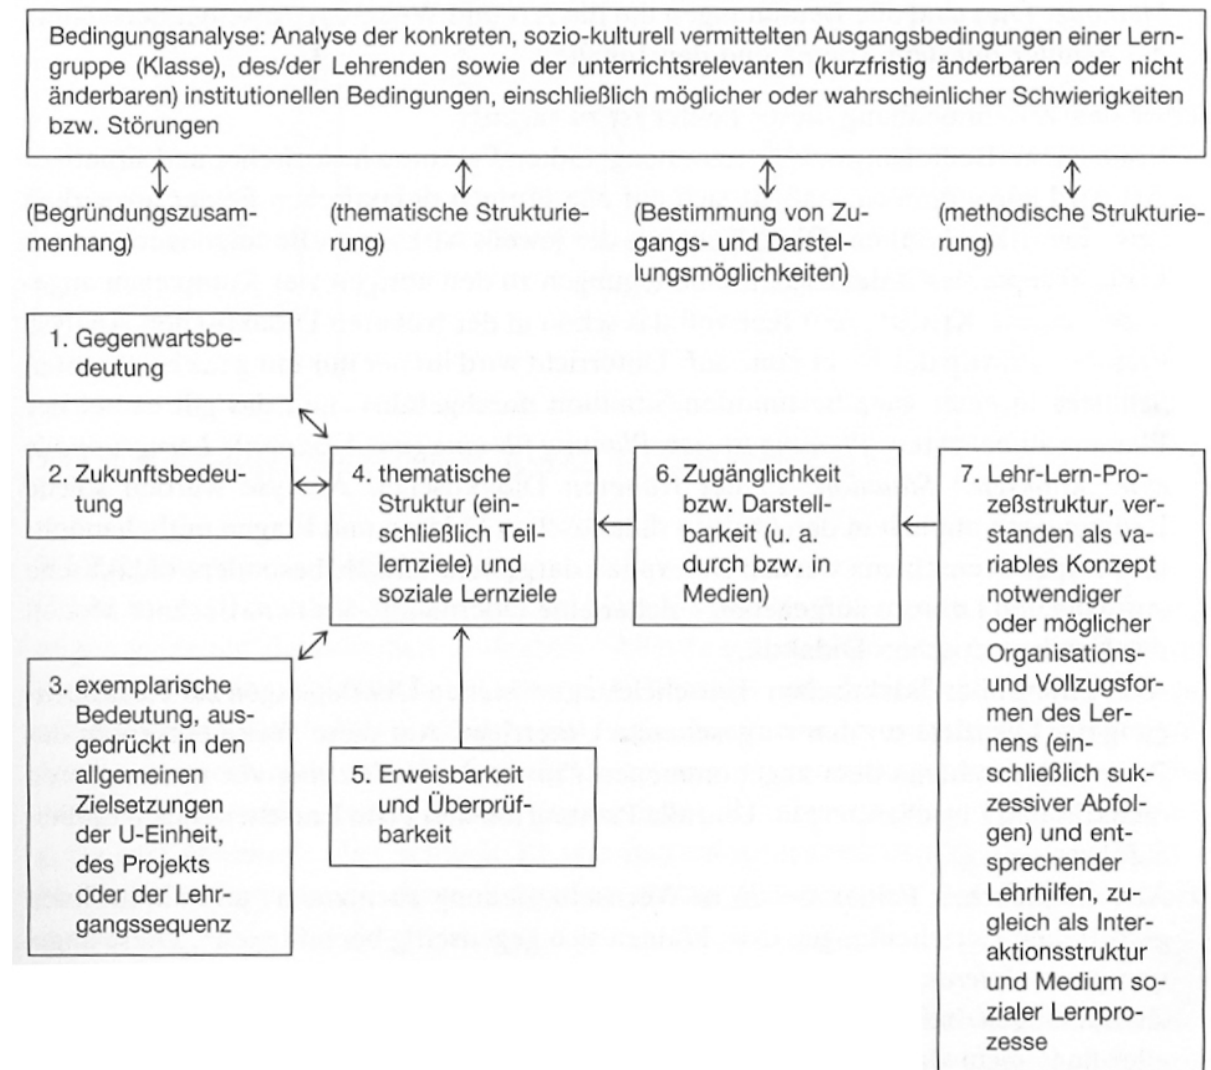 Bedingungsanalyse: Analyse der konkreten, sozio-kulturell vermittelten Ausgangsbedingungen einer Lern-
gruppe (Klasse), des/der Lehrenden sowie der unterrichtsrelevanten (kurzfristig änderbaren oder nicht
änderbaren) institutionellen Bedingungen, einschließlich möglicher oder wahrscheinlicher Schwierigkeiten
bzw. Störungen
(Begründungszusam-
menhang)
(thematische Strukturie-
rung)
(Bestimmung von Zu-
gangs- und Darstel-
lungsmöglichkeiten)
(methodische Strukturie-
rung)
1. Gegenwartsbe-
deutung
2. Zukunftsbedeu-
tung
3. exemplarische
Bedeutung, aus-
gedrückt in den
allgemeinen
Zielsetzungen
der U-Einheit,
des Projekts
oder der Lehr-
gangssequenz
4. thematische
Struktur (ein-
schließlich Teil-
lernziele) und
soziale Lernziele
5. Erweisbarkeit
und Überprüf-
barkeit
6. Zugänglichkeit
bzw. Darstell-
barkeit (u. a.
durch bzw. in
Medien)
7. Lehr-Lern-Pro-
zeßstruktur, ver-
standen als va-
riables Konzept
notwendiger
oder möglicher
Organisations-
und Vollzugsfor-
men des Ler-
nens (ein-
schließlich suk-
zessiver Abfol-
gen) und ent-
sprechender
Lehrhilfen, zu-
gleich als Inter-
aktionsstruktur
und Medium so-
zialer Lernpro-
zesse